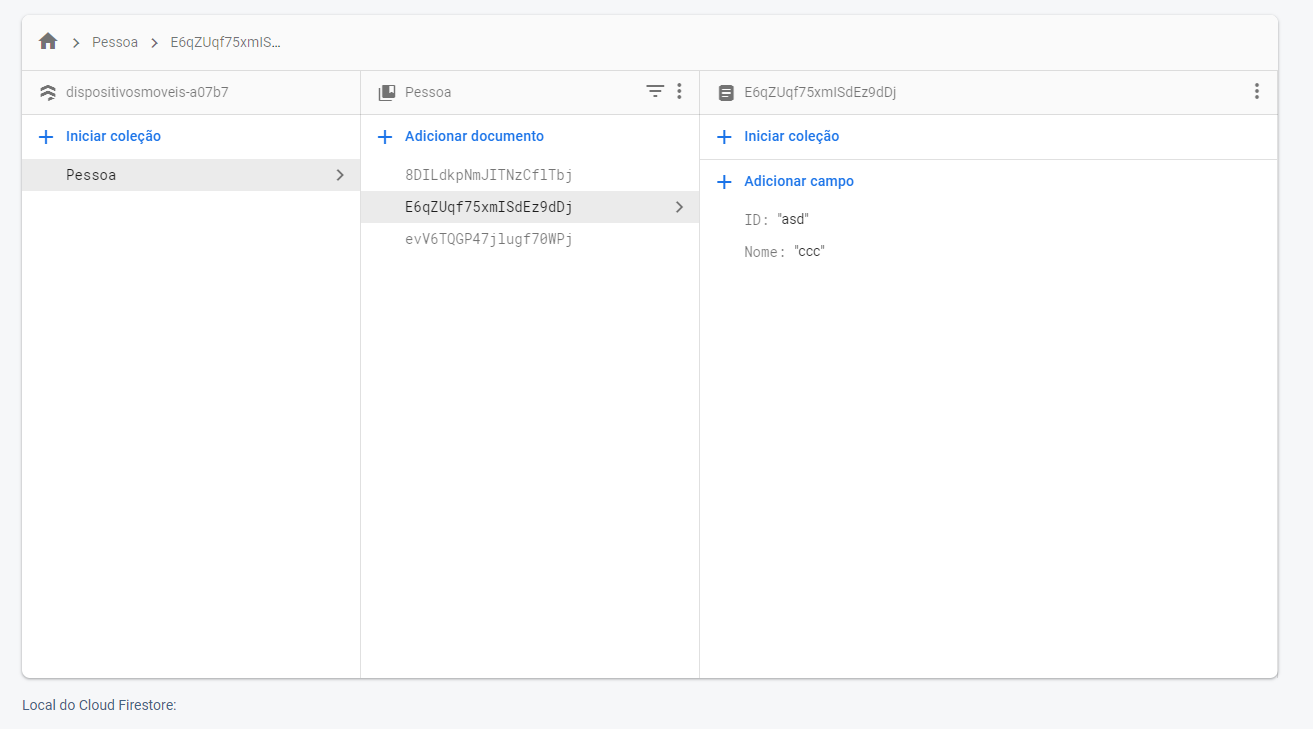 Pessoa E6qZUqf75xmIS...
dispositivosmoveis-a07b7
Pessoa
E6qZUqf75xmISdEz9dDj
Iniciar coleção
Adicionar documento
Iniciar coleção
Pessoa
8DILdkpNmJITNzCflTbj
E6qZUqf75xmISdEz9dDj
evV6TQGP47jlugf70WPj
Adicionar campo
ID: "asd"
Nome: "ccc"
Local do Cloud Firestore: